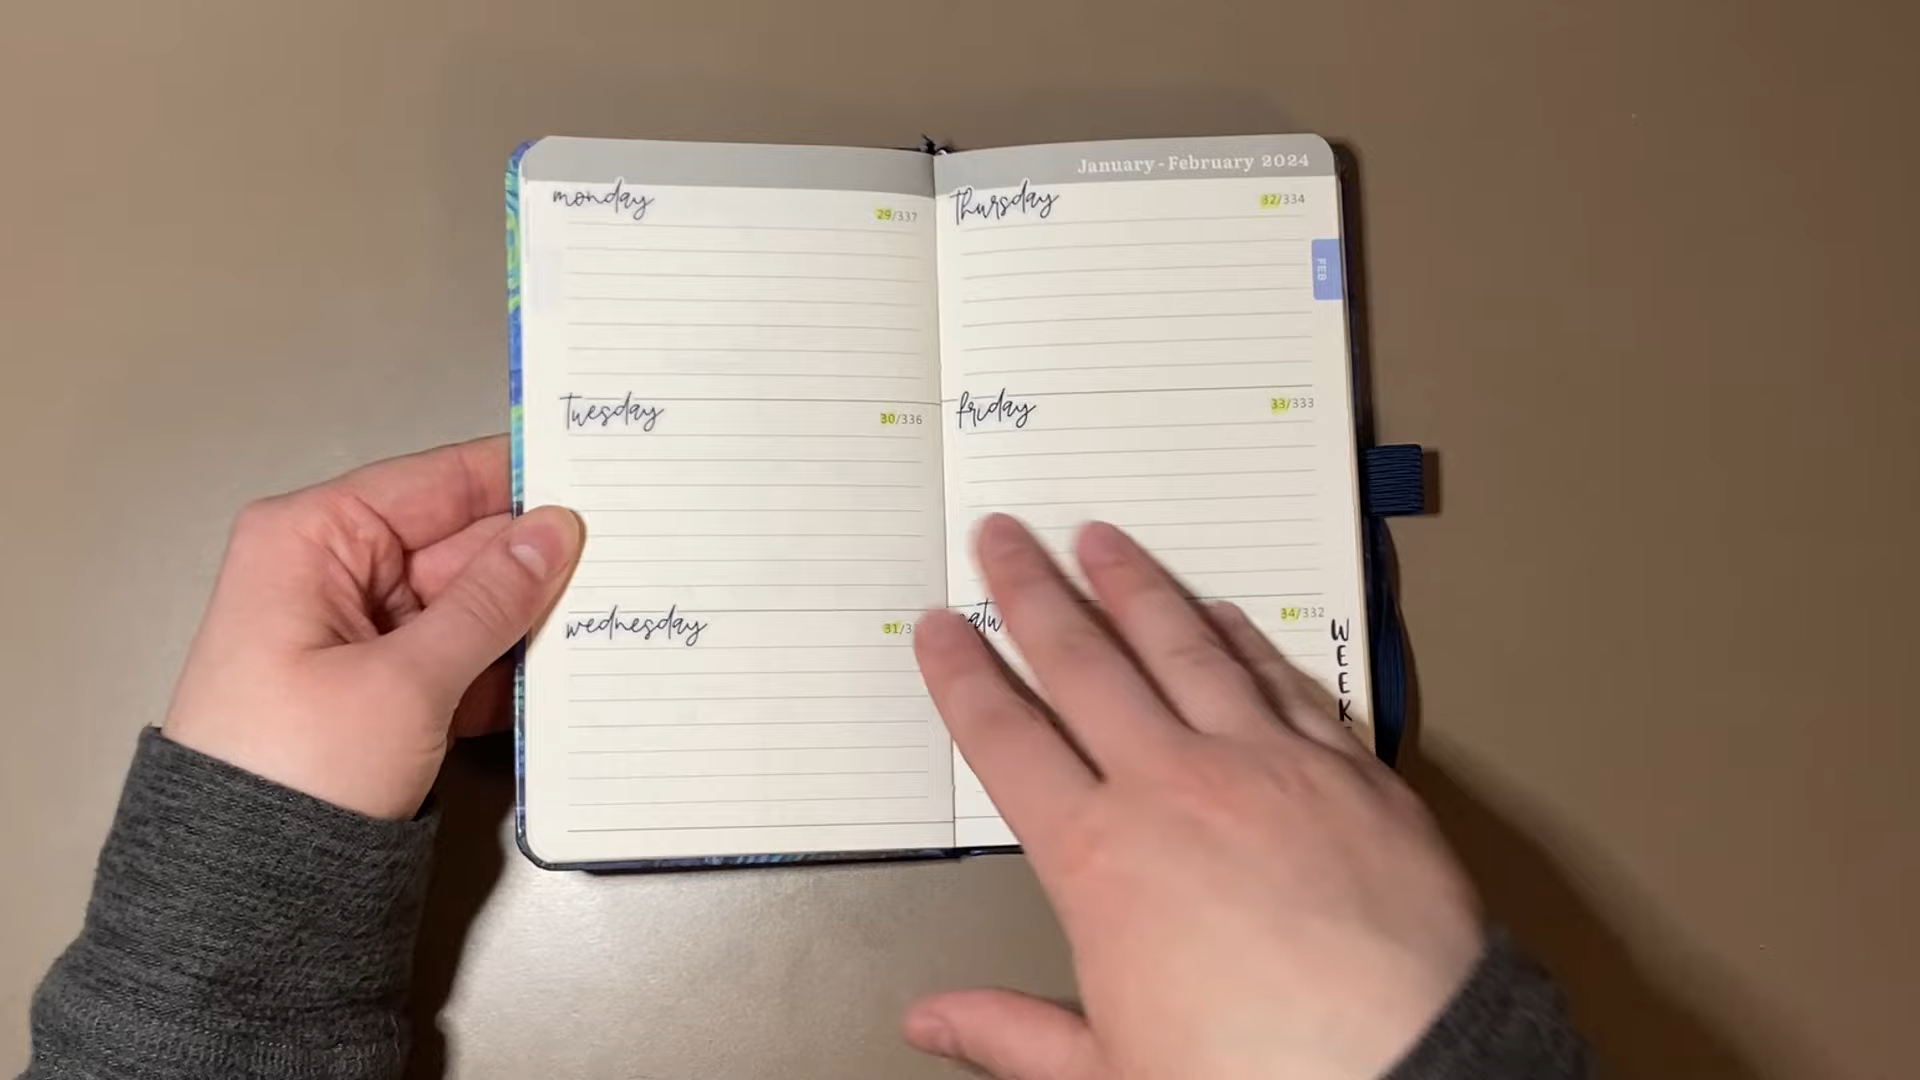 monday
29/337
tuesday
30/336
wednesday
31/
January - February 2024
thursday
32/334
FEB
friday
33/333
34/332
WEEK